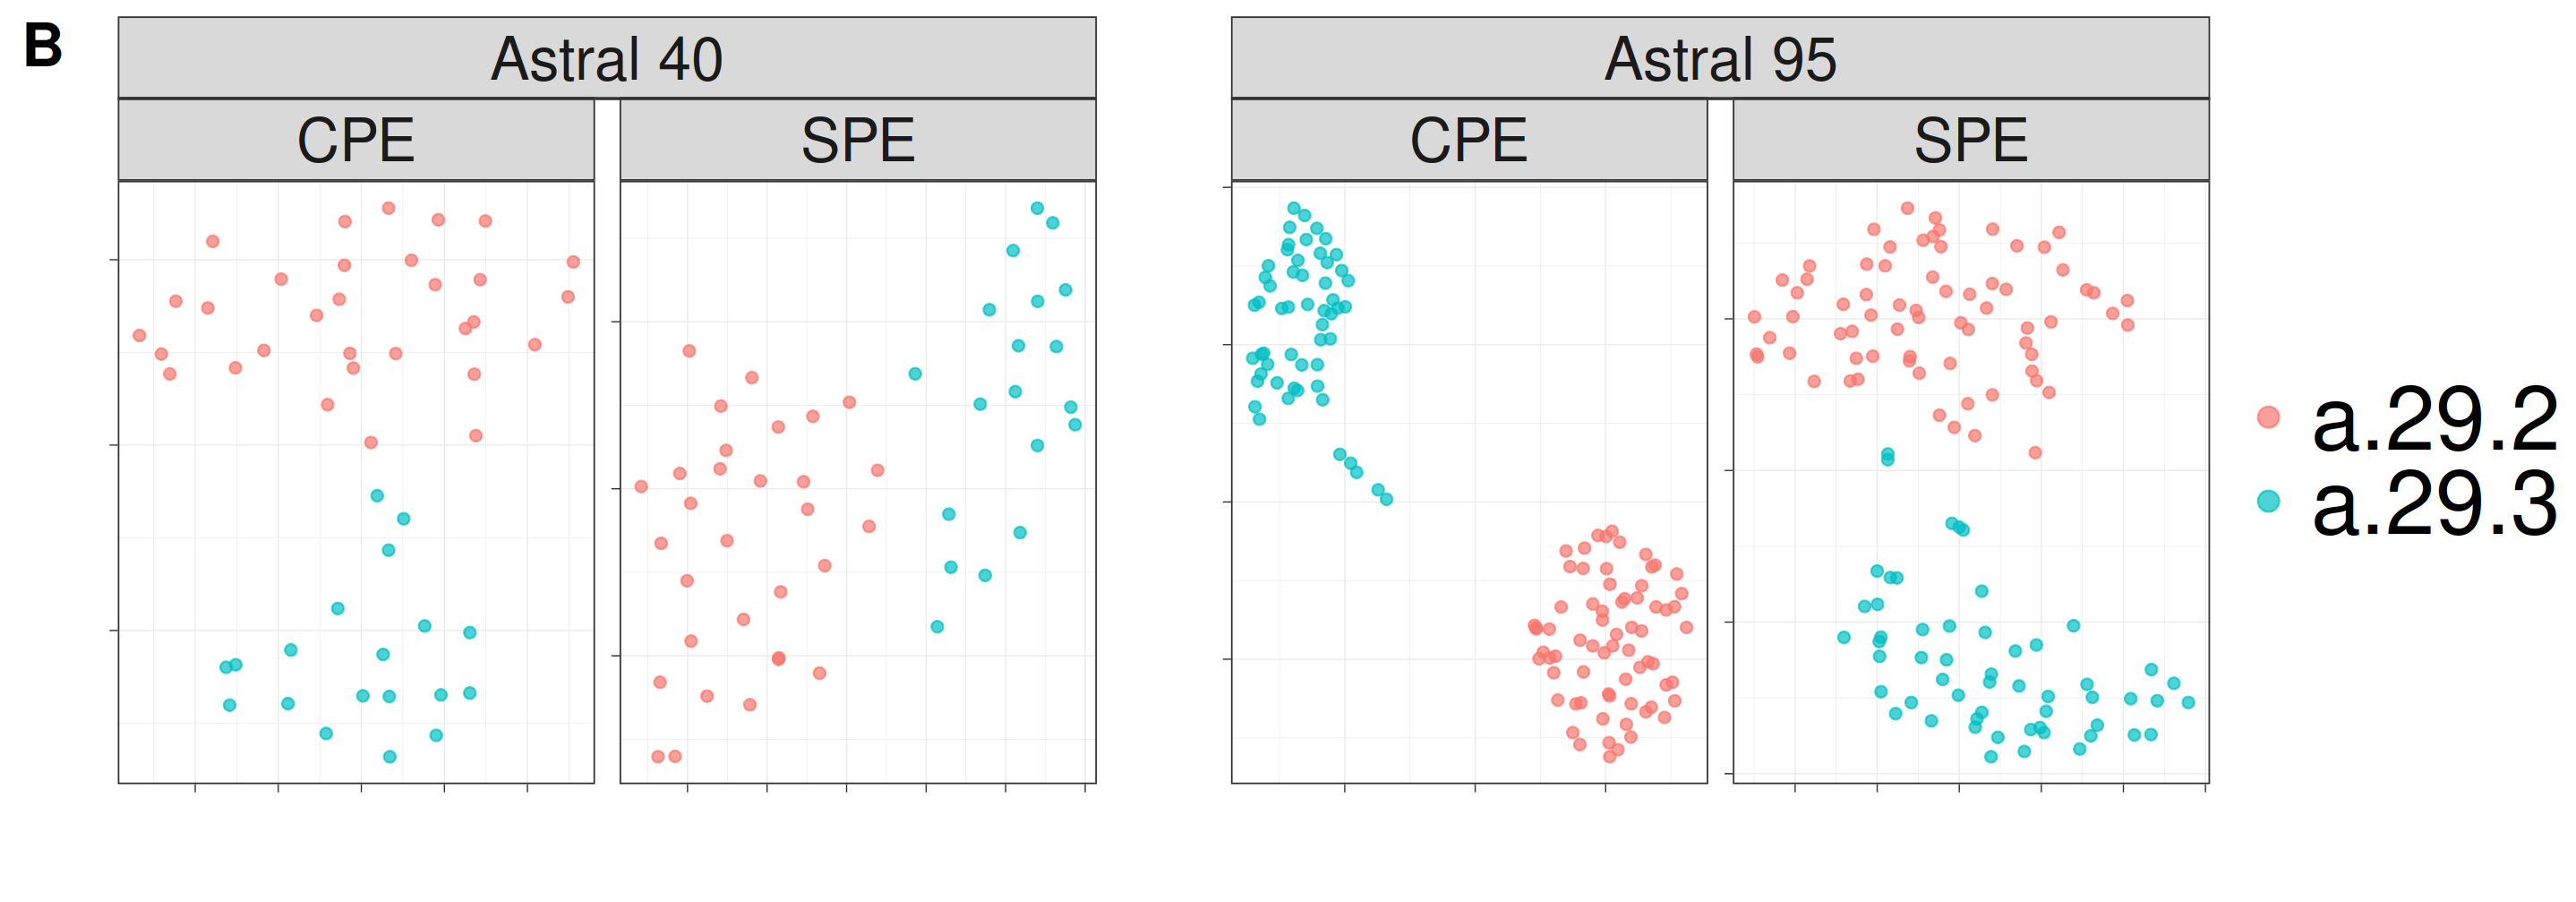 B
Astral 40
Astral 95
CPE
SPE
CPE
SPE
a.29.2
a.29.3